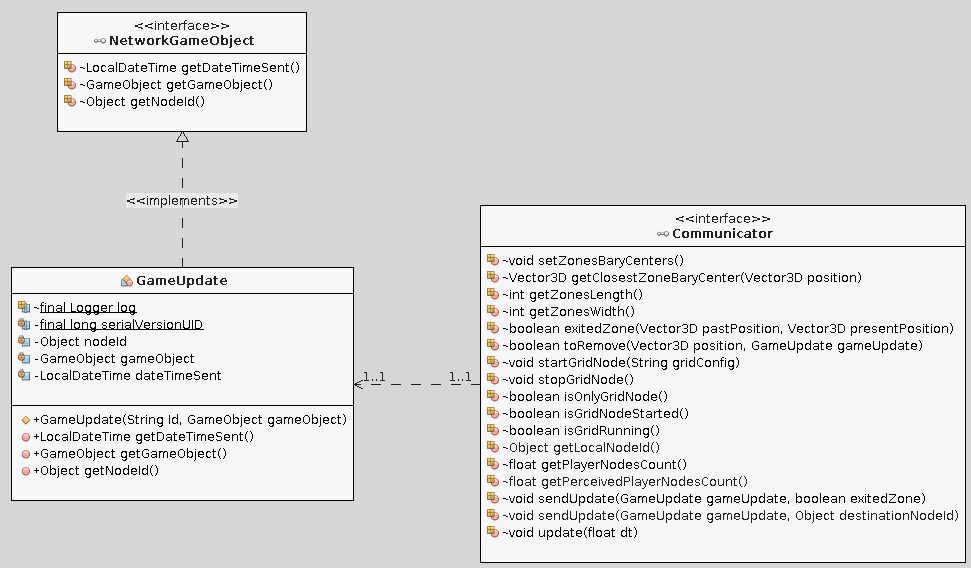 <<interface>>
NetworkGameObject
~LocalDateTime getDateTimeSent()
~GameObject getGameObject()
~Object getNodeId()
<<implements>>
GameUpdate
~final Logger log
-final long serialVersionUID
-Object nodeId
-GameObject gameObject
-LocalDateTime dateTimeSent
+GameUpdate(String Id, GameObject gameObject)
+LocalDateTime getDateTimeSent()
+GameObject getGameObject()
+Object getNodeId()
1..1
1..1
<<interface>>
Communicator
~void setZonesBaryCenters()
~Vector3D getClosestZoneBaryCenter(Vector3D position)
~int getZonesLength()
~int getZonesWidth()
~boolean exitedZone(Vector3D pastPosition, Vector3D presentPosition)
~boolean toRemove(Vector3D position, GameUpdate gameUpdate)
~void startGridNode(String gridConfig)
~void stopGridNode()
~boolean isOnlyGridNode()
~boolean isGridNodeStarted()
~boolean isGridRunning()
~Object getLocalNodeId()
~float getPlayerNodesCount()
~float getPerceivedPlayerNodesCount()
~void sendUpdate(GameUpdate gameUpdate, boolean exitedZone)
~void sendUpdate(GameUpdate gameUpdate, Object destinationNodeId)
~void update(float dt)